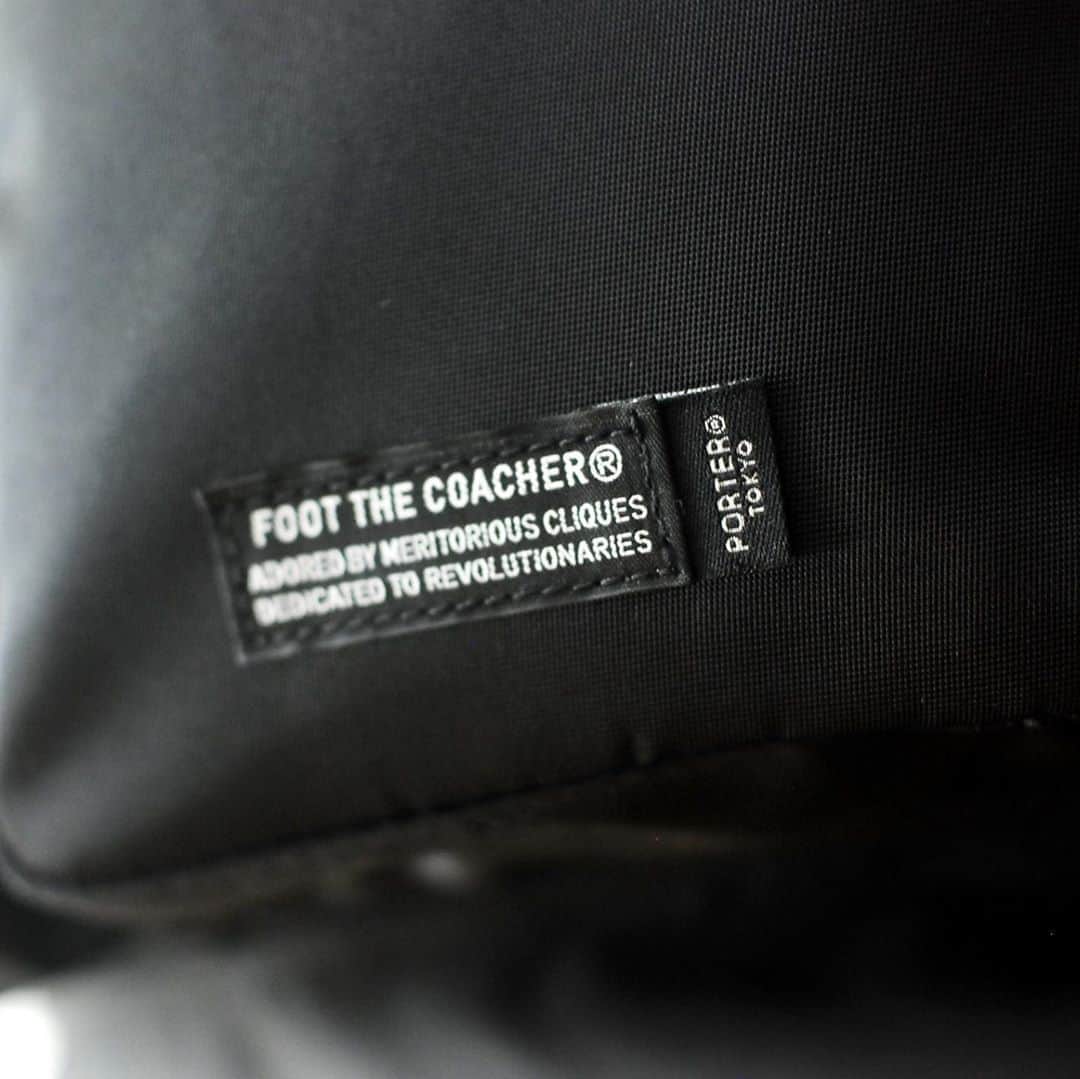 FOOT THE COACHER®
ADORED BY MERITORIOUS CLIQUES
DEDICATED TO REVOLUTIONARIES
PORTER®
TOKYO